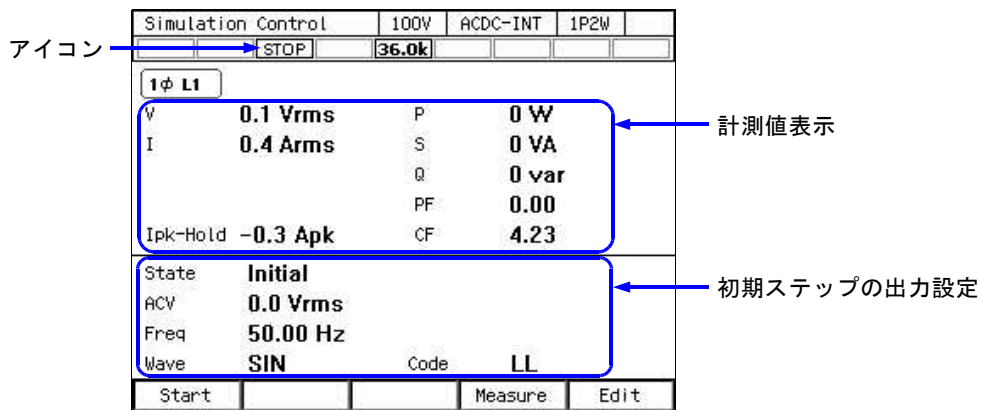 Simulation Control 100V ACDC-INT 1P2W
アイコン STOP 36.0k
1φ L1
V 0.1 Vrms P 0 W
計測値表示
I 0.4 Arms S 0 VA
Q 0 var
PF 0.00
Ipk-Hold -0.3 Apk CF 4.23
State Initial
初期ステップの出力設定
ACV 0.0 Vrms
Freq 50.00 Hz
Wave SIN Code LL
Start Measure Edit